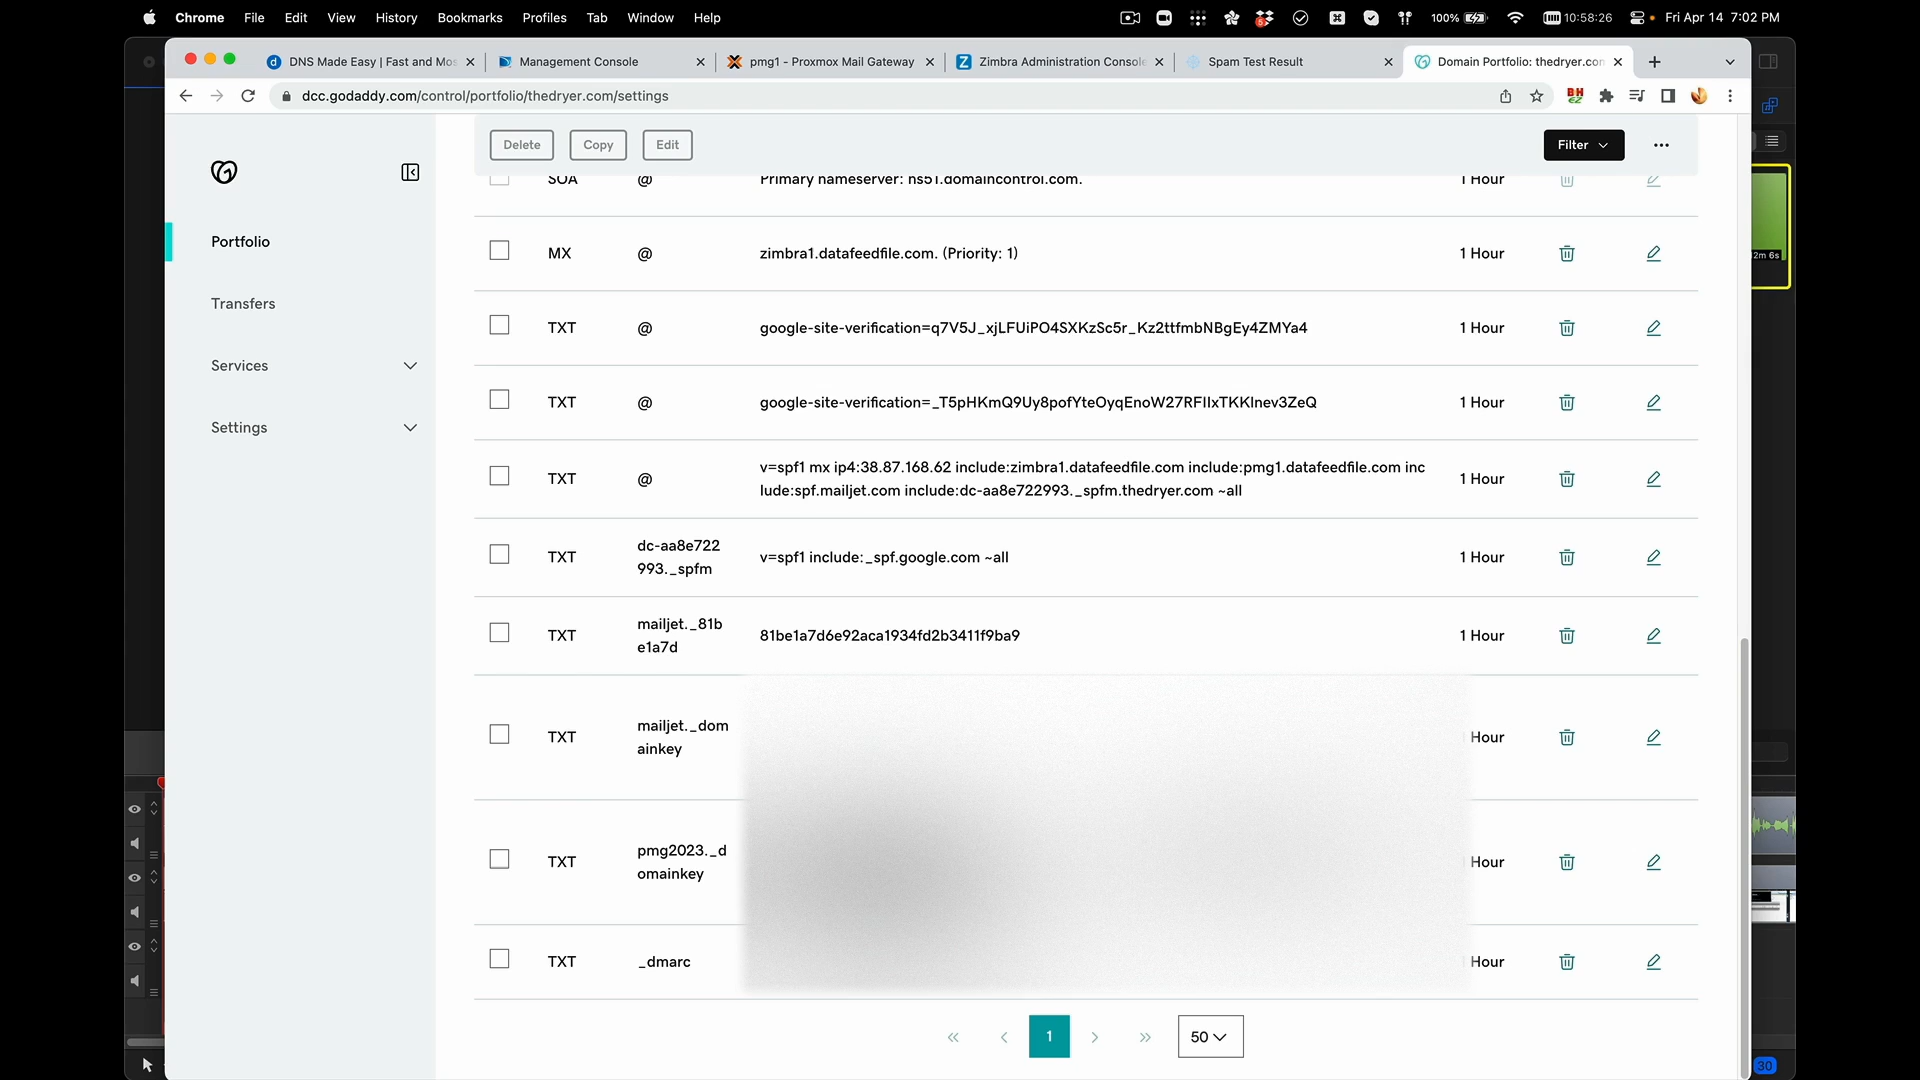 Chrome File Edit View History Bookmarks Profiles Tab Window Help 100% 10:58:26 Fri Apr 14 7:02 PM
DNS Made Easy | Fast and Mos Management Console pmg1 - Proxmox Mail Gateway Zimbra Administration Console Spam Test Result Domain Portfolio: thedryer.con
dcc.godaddy.com/control/portfolio/thedryer.com/settings
Delete Copy Edit Filter
SOA @ Primary nameserver: ns51.domaincontrol.com. 1 Hour
Portfolio
MX @ zimbra1.datafeedfile.com. (Priority: 1) 1 Hour
2m 6s
Transfers
TXT @ google-site-verification=q7V5J_xjLFUiPO4SXKzSc5r_Kz2ttfmbNBgEy4ZMYa4 1 Hour
Services
TXT @ google-site-verification=_T5pHKmQ9Uy8pofYteOyqEnoW27RFIIxTKKlnev3ZeQ 1 Hour
Settings
TXT @ v=spf1 mx ip4:38.87.168.62 include:zimbra1.datafeedfile.com include:pmg1.datafeedfile.com inc
lude:spf.mailjet.com include:dc-aa8e722993._spfm.thedryer.com ~all 1 Hour
TXT dc-aa8e722
993._spfm v=spf1 include:_spf.google.com ~all 1 Hour
TXT mailjet._81b
e1a7d 81be1a7d6e92aca1934fd2b3411f9ba9 1 Hour
TXT mailjet._dom
ainkey Hour
TXT pmg2023._d
omainkey Hour
TXT _dmarc Hour
« ‹ 1 › » 50
30